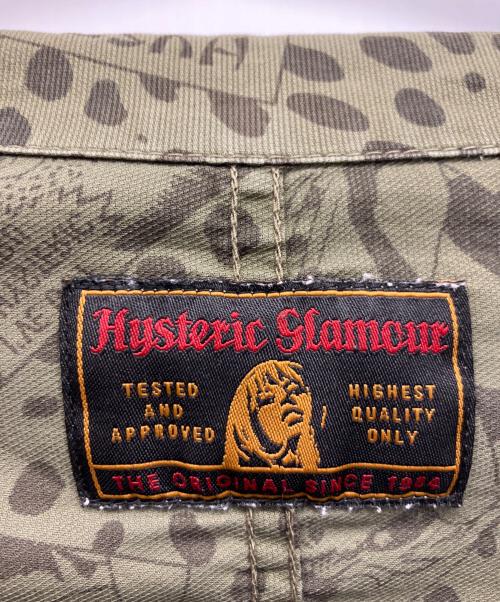 Hysteric Glamour
TESTED
AND
APPROVED
HIGHEST
QUALITY
ONLY
THE ORIGINAL SINCE 1984